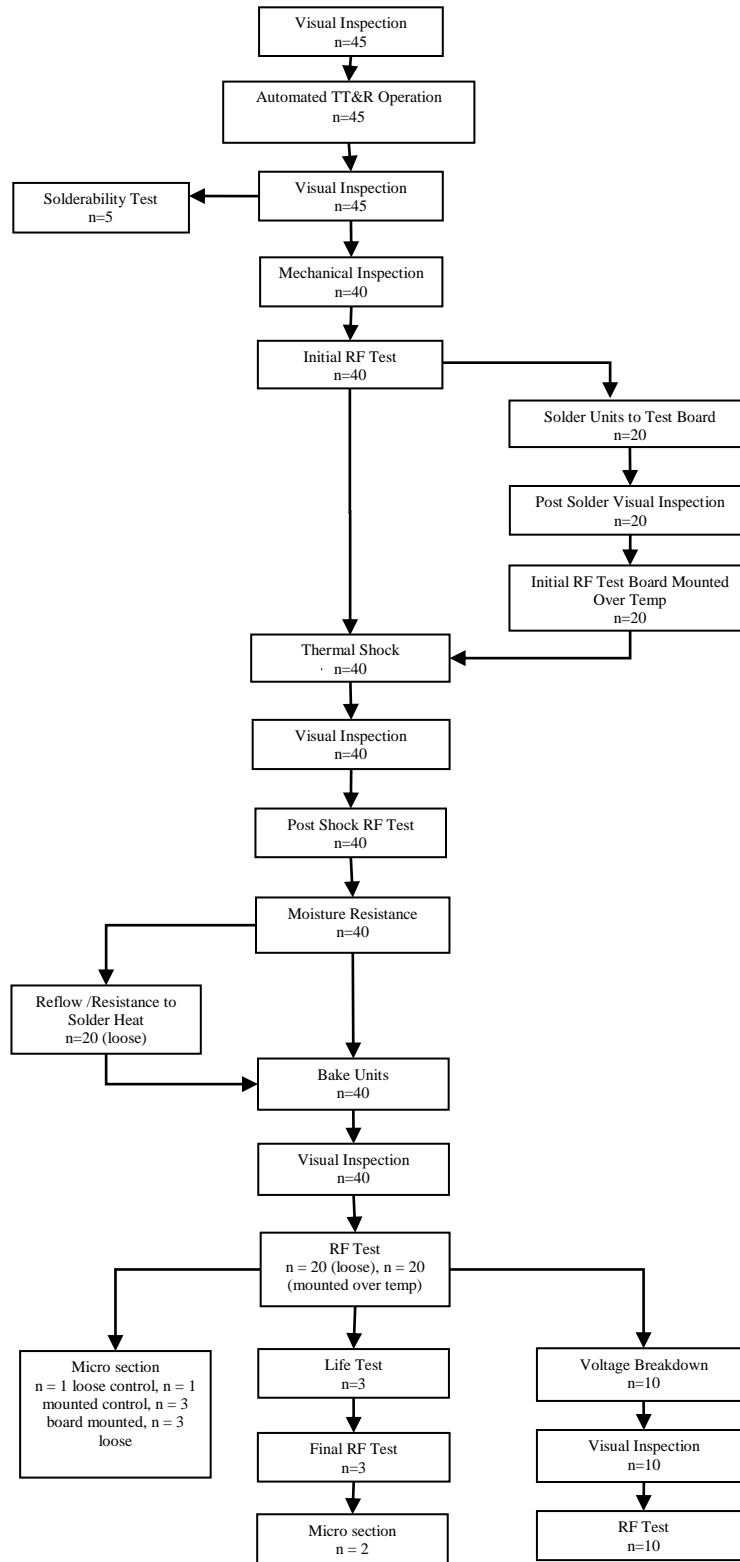 Visual Inspection
n=45
Automated TT&R Operation
n=45
Visual Inspection
n=45
Solderability Test
n=5
Mechanical Inspection
n=40
Initial RF Test
n=40
Solder Units to Test Board
n=20
Post Solder Visual Inspection
n=20
Initial RF Test Board Mounted
Over Temp
n=20
Thermal Shock
n=40
Visual Inspection
n=40
Post Shock RF Test
n=40
Moisture Resistance
n=40
Reflow /Resistance to
Solder Heat
n=20 (loose)
Bake Units
n=40
Visual Inspection
n=40
RF Test
n = 20 (loose), n = 20
(mounted over temp)
Micro section
n = 1 loose control, n = 1
mounted control, n = 3
board mounted, n = 3
loose
Life Test
n=3
Voltage Breakdown
n=10
Final RF Test
n=3
Visual Inspection
n=10
Micro section
n = 2
RF Test
n=10